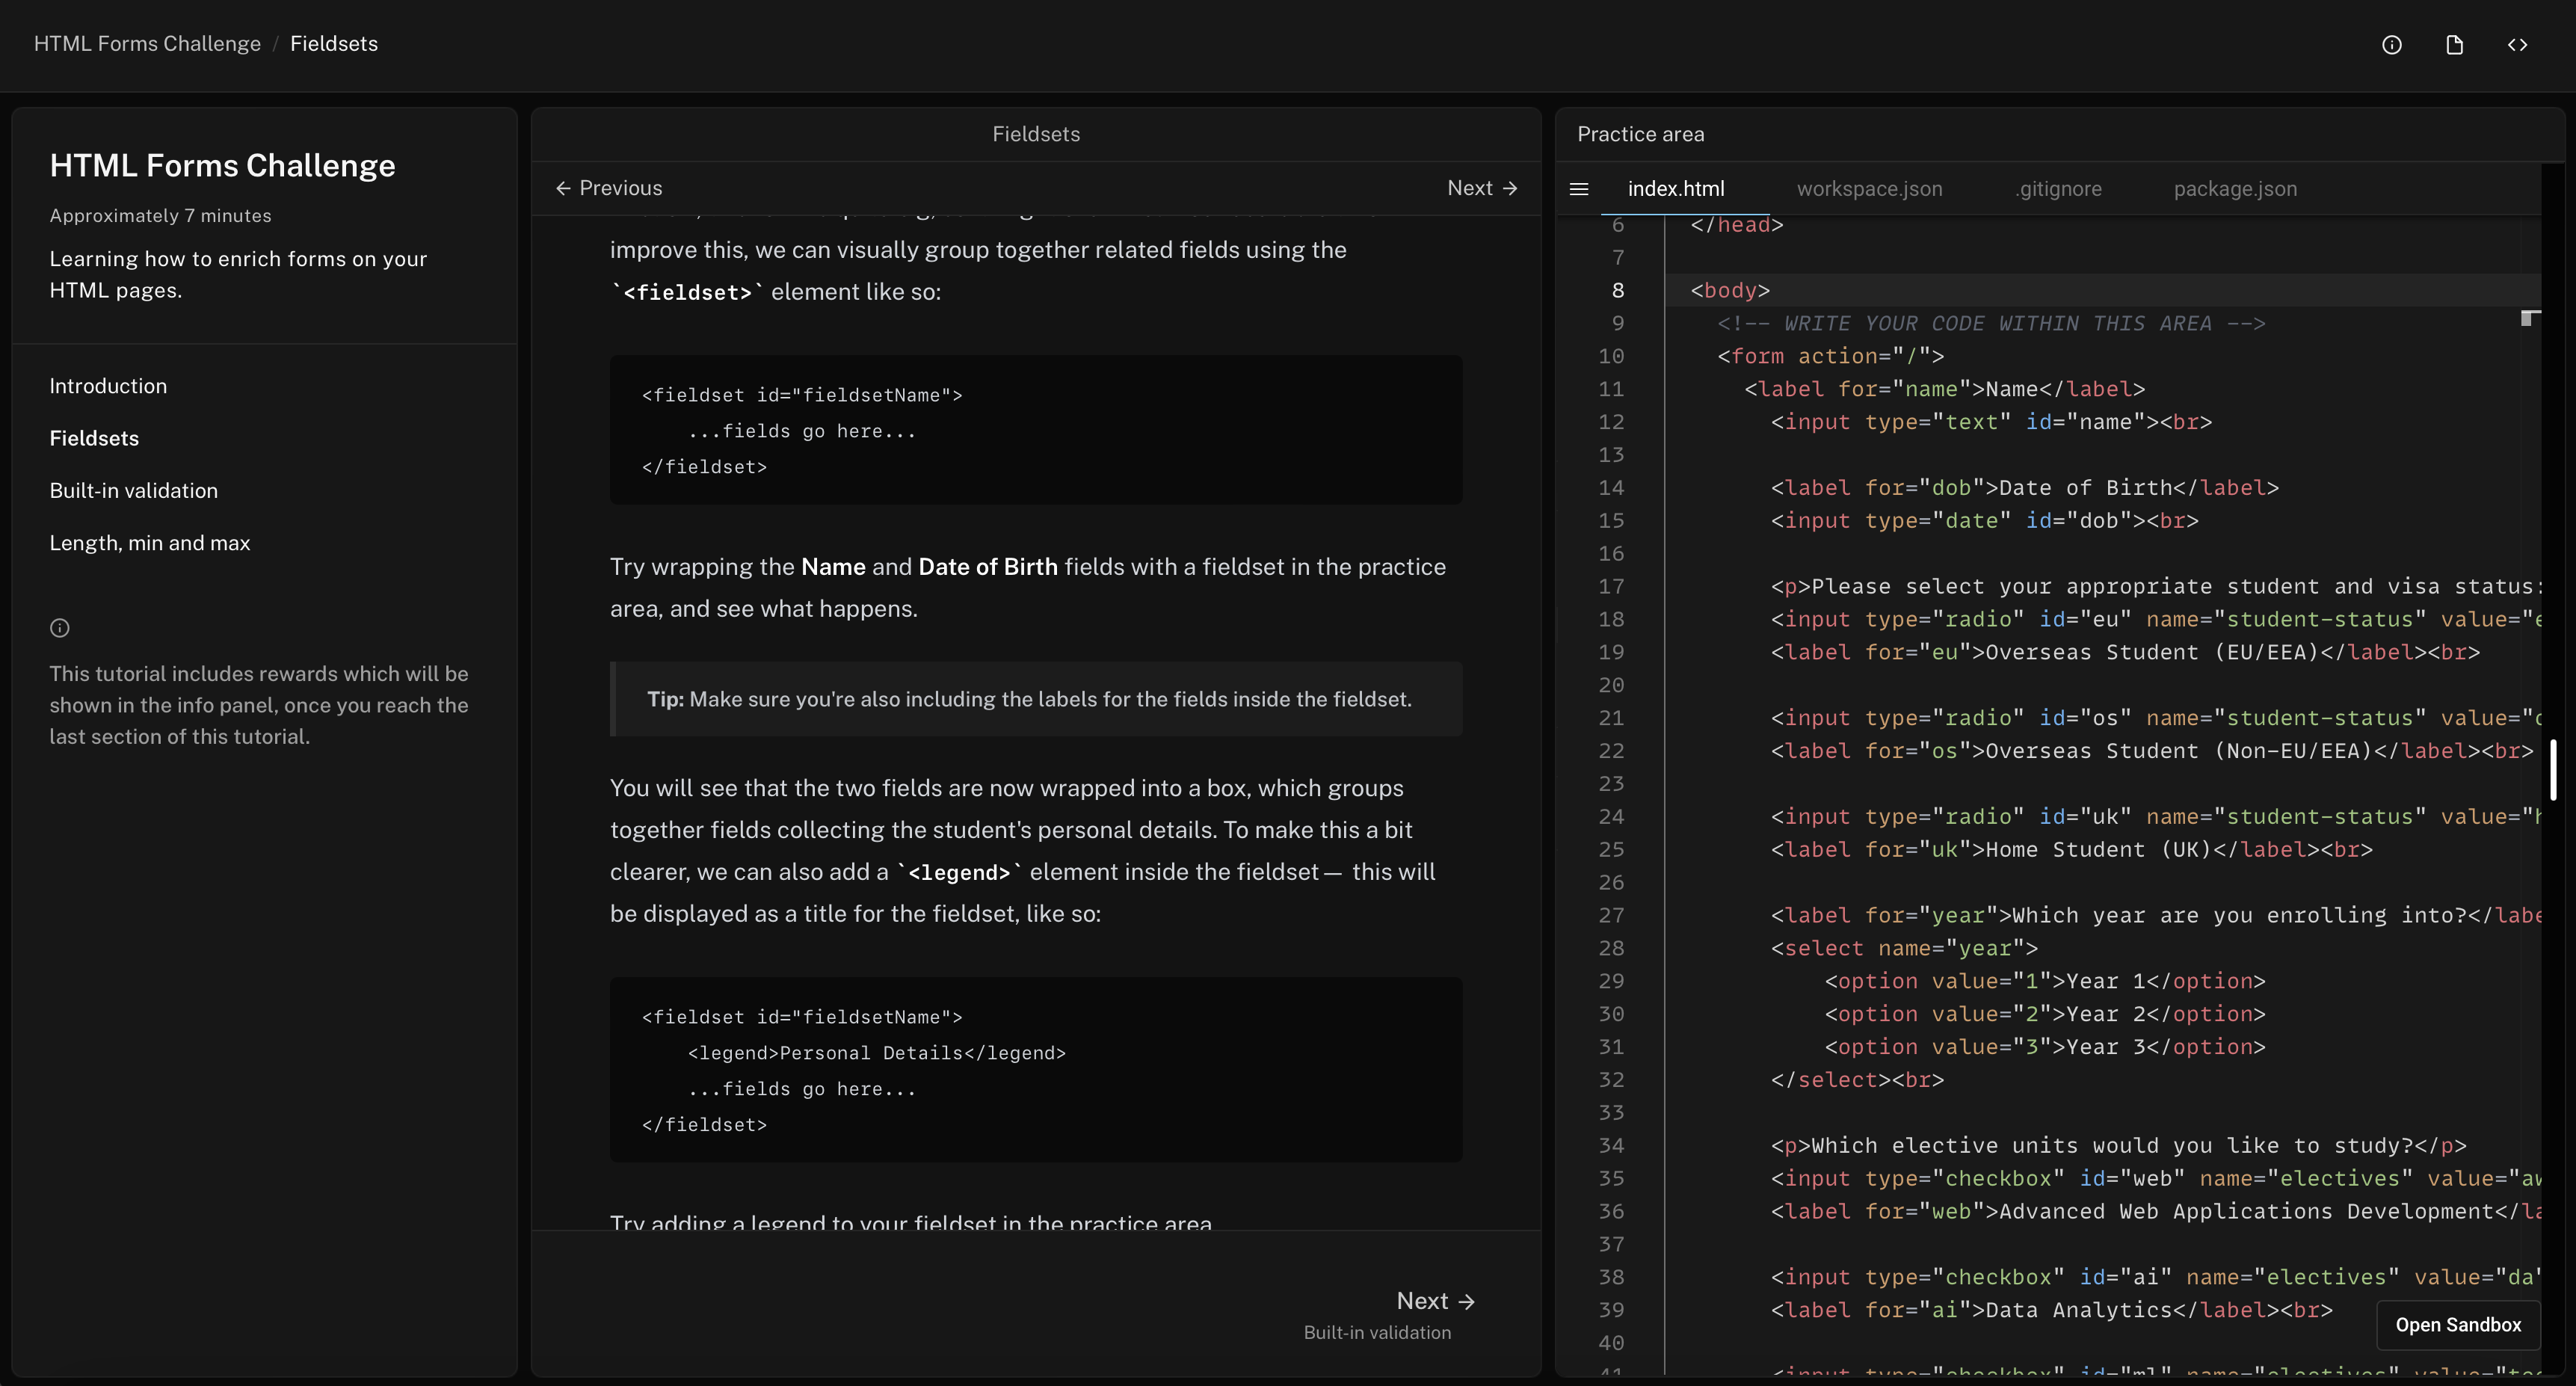 HTML Forms Challenge / Fieldsets
HTML Forms Challenge
Approximately 7 minutes
Learning how to enrich forms on your
HTML pages.
Introduction
Fieldsets
Built-in validation
Length, min and max
This tutorial includes rewards which will be
shown in the info panel, once you reach the
last section of this tutorial.
Fieldsets
← Previous
Next →
improve this, we can visually group together related fields using the
`<fieldset>` element like so:
<fieldset id="fieldsetName">
...fields go here...
</fieldset>
Try wrapping the Name and Date of Birth fields with a fieldset in the practice
area, and see what happens.
Tip: Make sure you're also including the labels for the fields inside the fieldset.
You will see that the two fields are now wrapped into a box, which groups
together fields collecting the student's personal details. To make this a bit
clearer, we can also add a `<legend>` element inside the fieldset— this will
be displayed as a title for the fieldset, like so:
<fieldset id="fieldsetName">
<legend>Personal Details</legend>
...fields go here...
</fieldset>
Try adding a legend to your fieldset in the practice area
Next →
Built-in validation
Practice area
index.html workspace.json .gitignore package.json
6 </head>
7
8 <body>
9 <!-- WRITE YOUR CODE WITHIN THIS AREA -->
10 <form action="/">
11 <label for="name">Name</label>
12 <input type="text" id="name"><br>
13
14 <label for="dob">Date of Birth</label>
15 <input type="date" id="dob"><br>
16
17 <p>Please select your appropriate student and visa status:
18 <input type="radio" id="eu" name="student-status" value="e
19 <label for="eu">Overseas Student (EU/EEA)</label><br>
20
21 <input type="radio" id="os" name="student-status" value="o
22 <label for="os">Overseas Student (Non-EU/EEA)</label><br>
23
24 <input type="radio" id="uk" name="student-status" value="h
25 <label for="uk">Home Student (UK)</label><br>
26
27 <label for="year">Which year are you enrolling into?</labe
28 <select name="year">
29 <option value="1">Year 1</option>
30 <option value="2">Year 2</option>
31 <option value="3">Year 3</option>
32 </select><br>
33
34 <p>Which elective units would you like to study?</p>
35 <input type="checkbox" id="web" name="electives" value="aw
36 <label for="web">Advanced Web Applications Development</la
37
38 <input type="checkbox" id="ai" name="electives" value="da"
39 <label for="ai">Data Analytics</label><br>
40
41 <input type="checkbox" id="ml" name="electives" value="
Open Sandbox